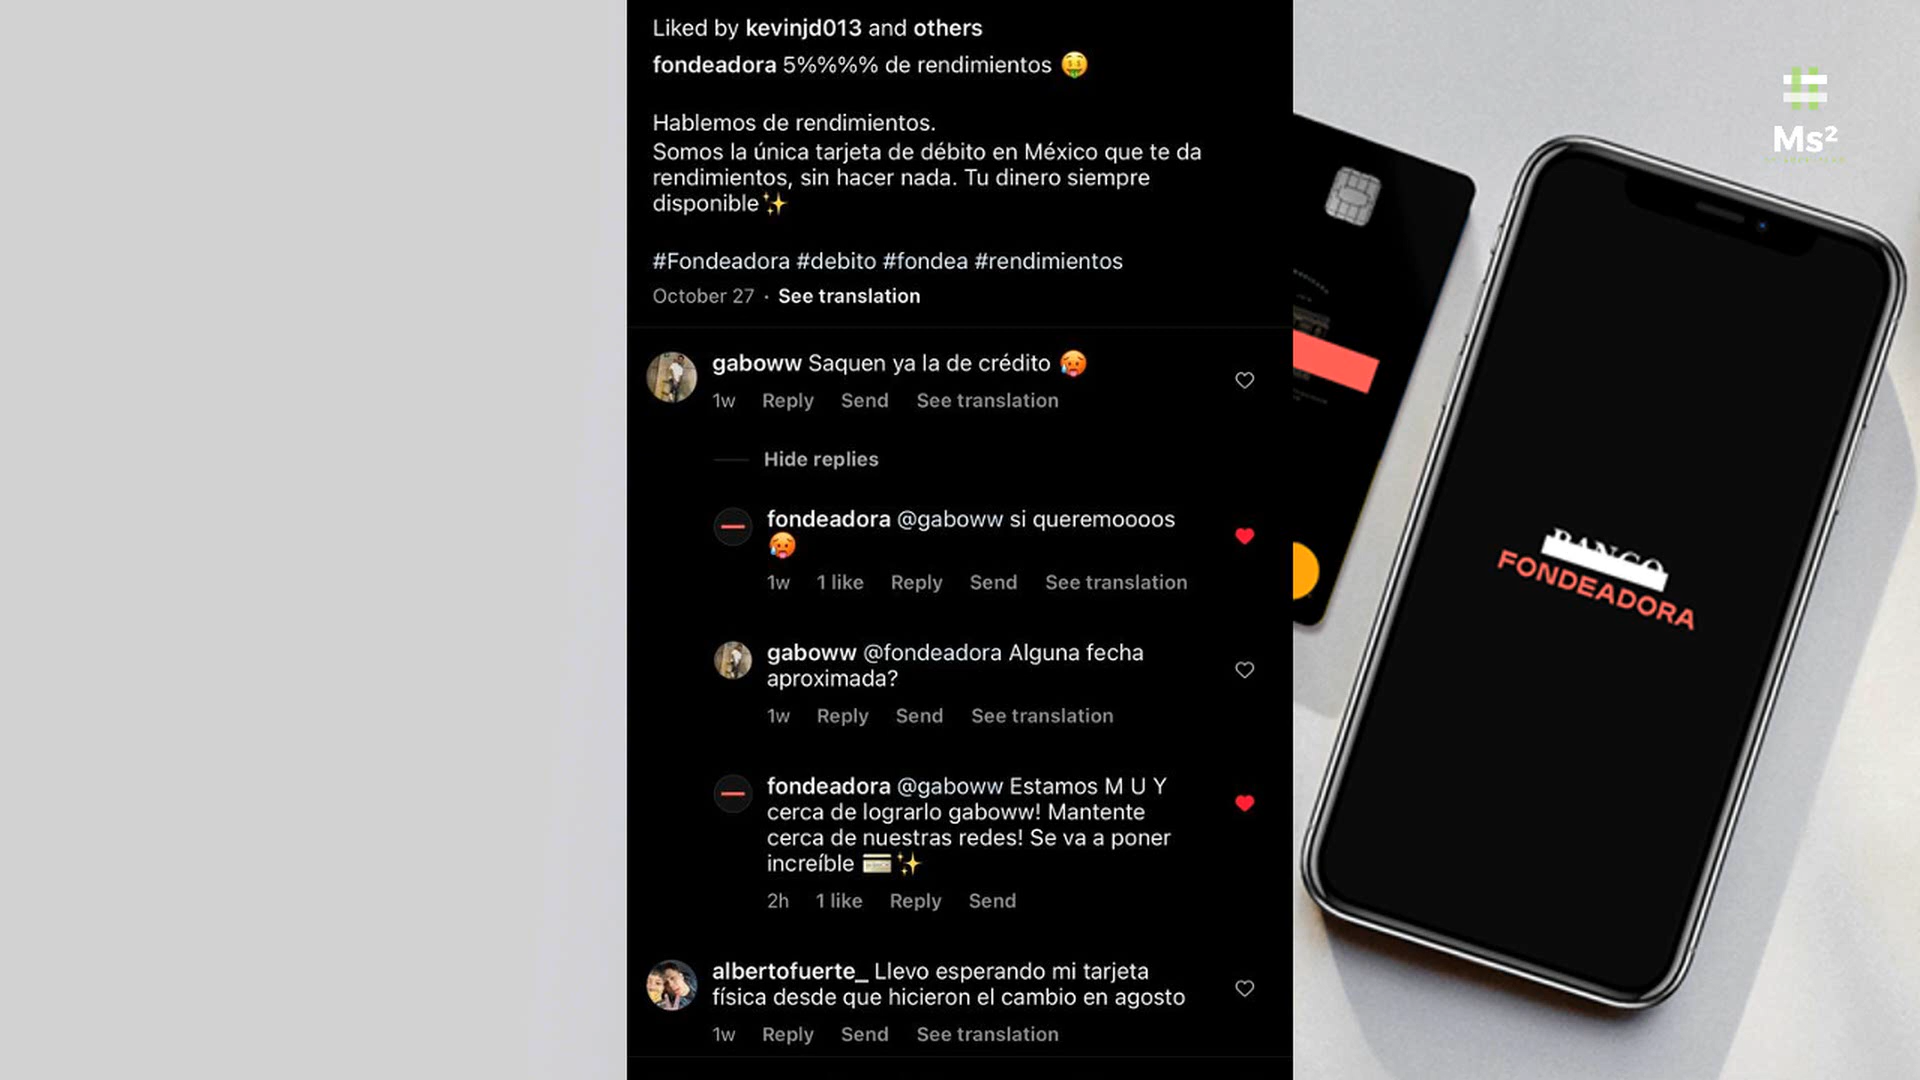 Liked by kevinjd013 and others
fondeadora 5%%%% de rendimientos 🤑
Hablemos de rendimientos.
Somos la única tarjeta de débito en México que te da
rendimientos, sin hacer nada. Tu dinero siempre
disponible✨
#Fondeadora #debito #fondea #rendimientos
October 27 · See translation
gaboww Saquen ya la de crédito 🥵
1w Reply Send See translation
Hide replies
fondeadora @gaboww si queremoooos
🥵
1w 1 like Reply Send See translation
gaboww @fondeadora Alguna fecha
aproximada?
1w Reply Send See translation
fondeadora @gaboww Estamos M U Y
cerca de lograrlo gaboww! Mantente
cerca de nuestras redes! Se va a poner
increíble 💳✨
2h 1 like Reply Send
albertofuerte_ Llevo esperando mi tarjeta
física desde que hicieron el cambio en agosto
1w Reply Send See translation
Ms²
BANCO
FONDEADORA